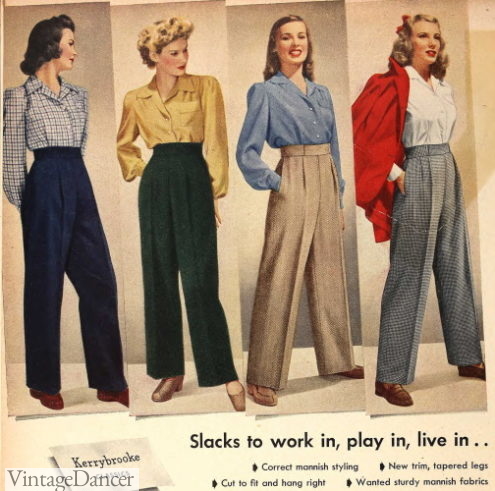 Slacks to work in, play in, live in . .
Kerrybrooke
Correct mannish styling
New trim, tapered legs
Cut to fit and hang right
Wanted sturdy mannish fabrics
VintageDancer